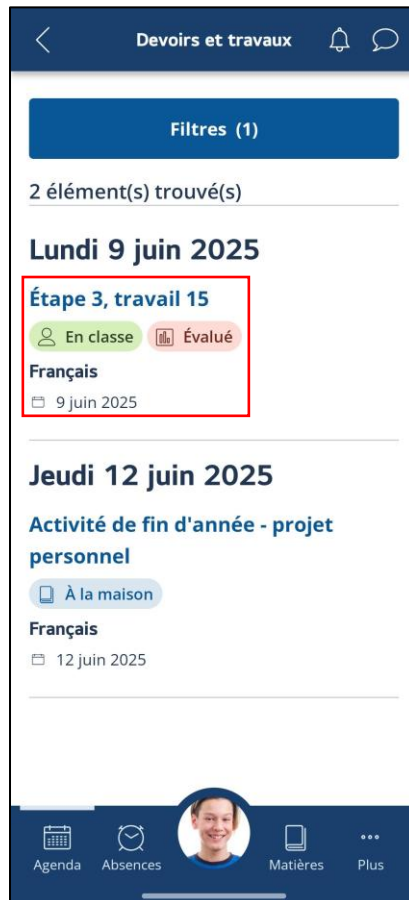 Devoirs et travaux
Filtres (1)
2 élément(s) trouvé(s)
Lundi 9 juin 2025
Étape 3, travail 15
En classe Évalué
Français
9 juin 2025
Jeudi 12 juin 2025
Activité de fin d'année - projet
personnel
À la maison
Français
12 juin 2025
Agenda Absences Matières Plus